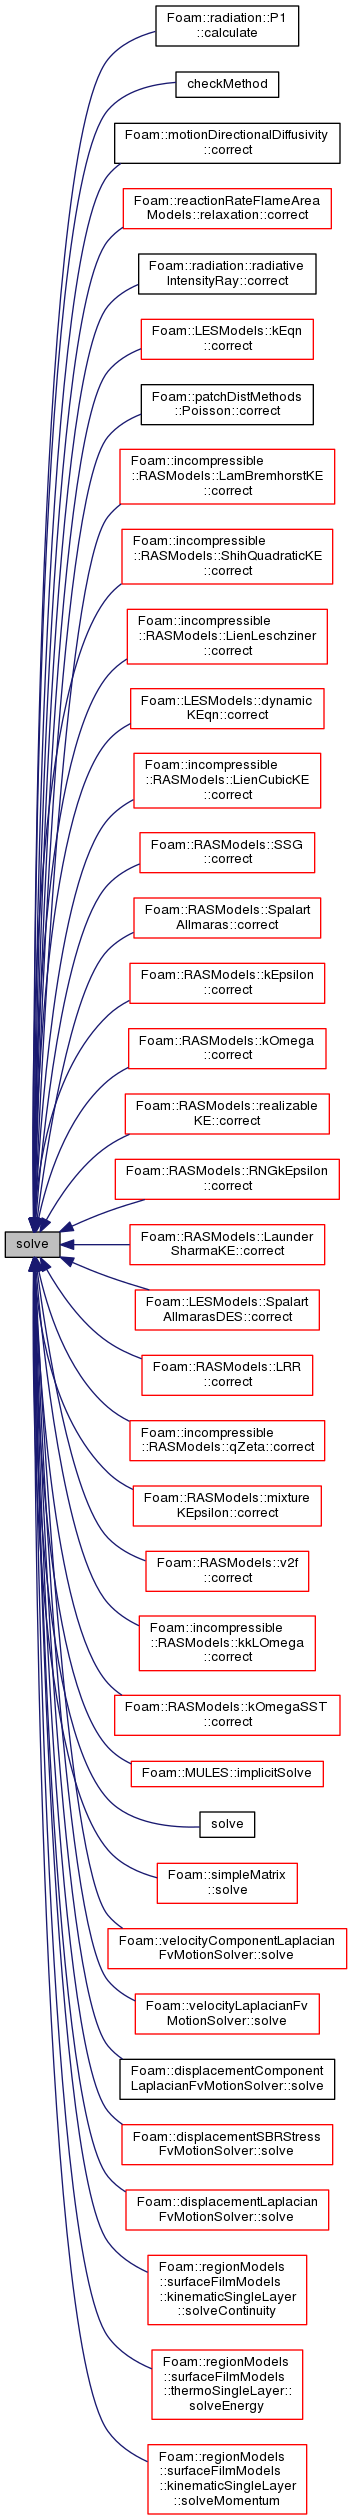 Foam::radiation::P1
::calculate
checkMethod
Foam::motionDirectionalDiffusivity
::correct
Foam::reactionRateFlameArea
Models::relaxation::correct
Foam::radiation::radiative
IntensityRay::correct
Foam::LESModels::kEqn
::correct
Foam::patchDistMethods
::Poisson::correct
Foam::incompressible
::RASModels::LamBremhorstKE
::correct
Foam::incompressible
::RASModels::ShihQuadraticKE
::correct
Foam::incompressible
::RASModels::LienLeschziner
::correct
Foam::LESModels::dynamic
KEqn::correct
Foam::incompressible
::RASModels::LienCubicKE
::correct
Foam::RASModels::SSG
::correct
Foam::RASModels::Spalart
Allmaras::correct
Foam::RASModels::kEpsilon
::correct
Foam::RASModels::kOmega
::correct
Foam::RASModels::realizable
KE::correct
Foam::RASModels::RNGkEpsilon
::correct
solve
Foam::RASModels::Launder
SharmaKE::correct
Foam::LESModels::Spalart
AllmarasDES::correct
Foam::RASModels::LRR
::correct
Foam::incompressible
::RASModels::qZeta::correct
Foam::RASModels::mixture
KEpsilon::correct
Foam::RASModels::v2f
::correct
Foam::incompressible
::RASModels::kkLOmega
::correct
Foam::RASModels::kOmegaSST
::correct
Foam::MULES::implicitSolve
solve
Foam::simpleMatrix
::solve
Foam::velocityComponentLaplacian
FvMotionSolver::solve
Foam::velocityLaplacianFv
MotionSolver::solve
Foam::displacementComponent
LaplacianFvMotionSolver::solve
Foam::displacementSBRStress
FvMotionSolver::solve
Foam::displacementLaplacian
FvMotionSolver::solve
Foam::regionModels
::surfaceFilmModels
::kinematicSingleLayer
::solveContinuity
Foam::regionModels
::surfaceFilmModels
::thermoSingleLayer::
solveEnergy
Foam::regionModels
::surfaceFilmModels
::kinematicSingleLayer
::solveMomentum